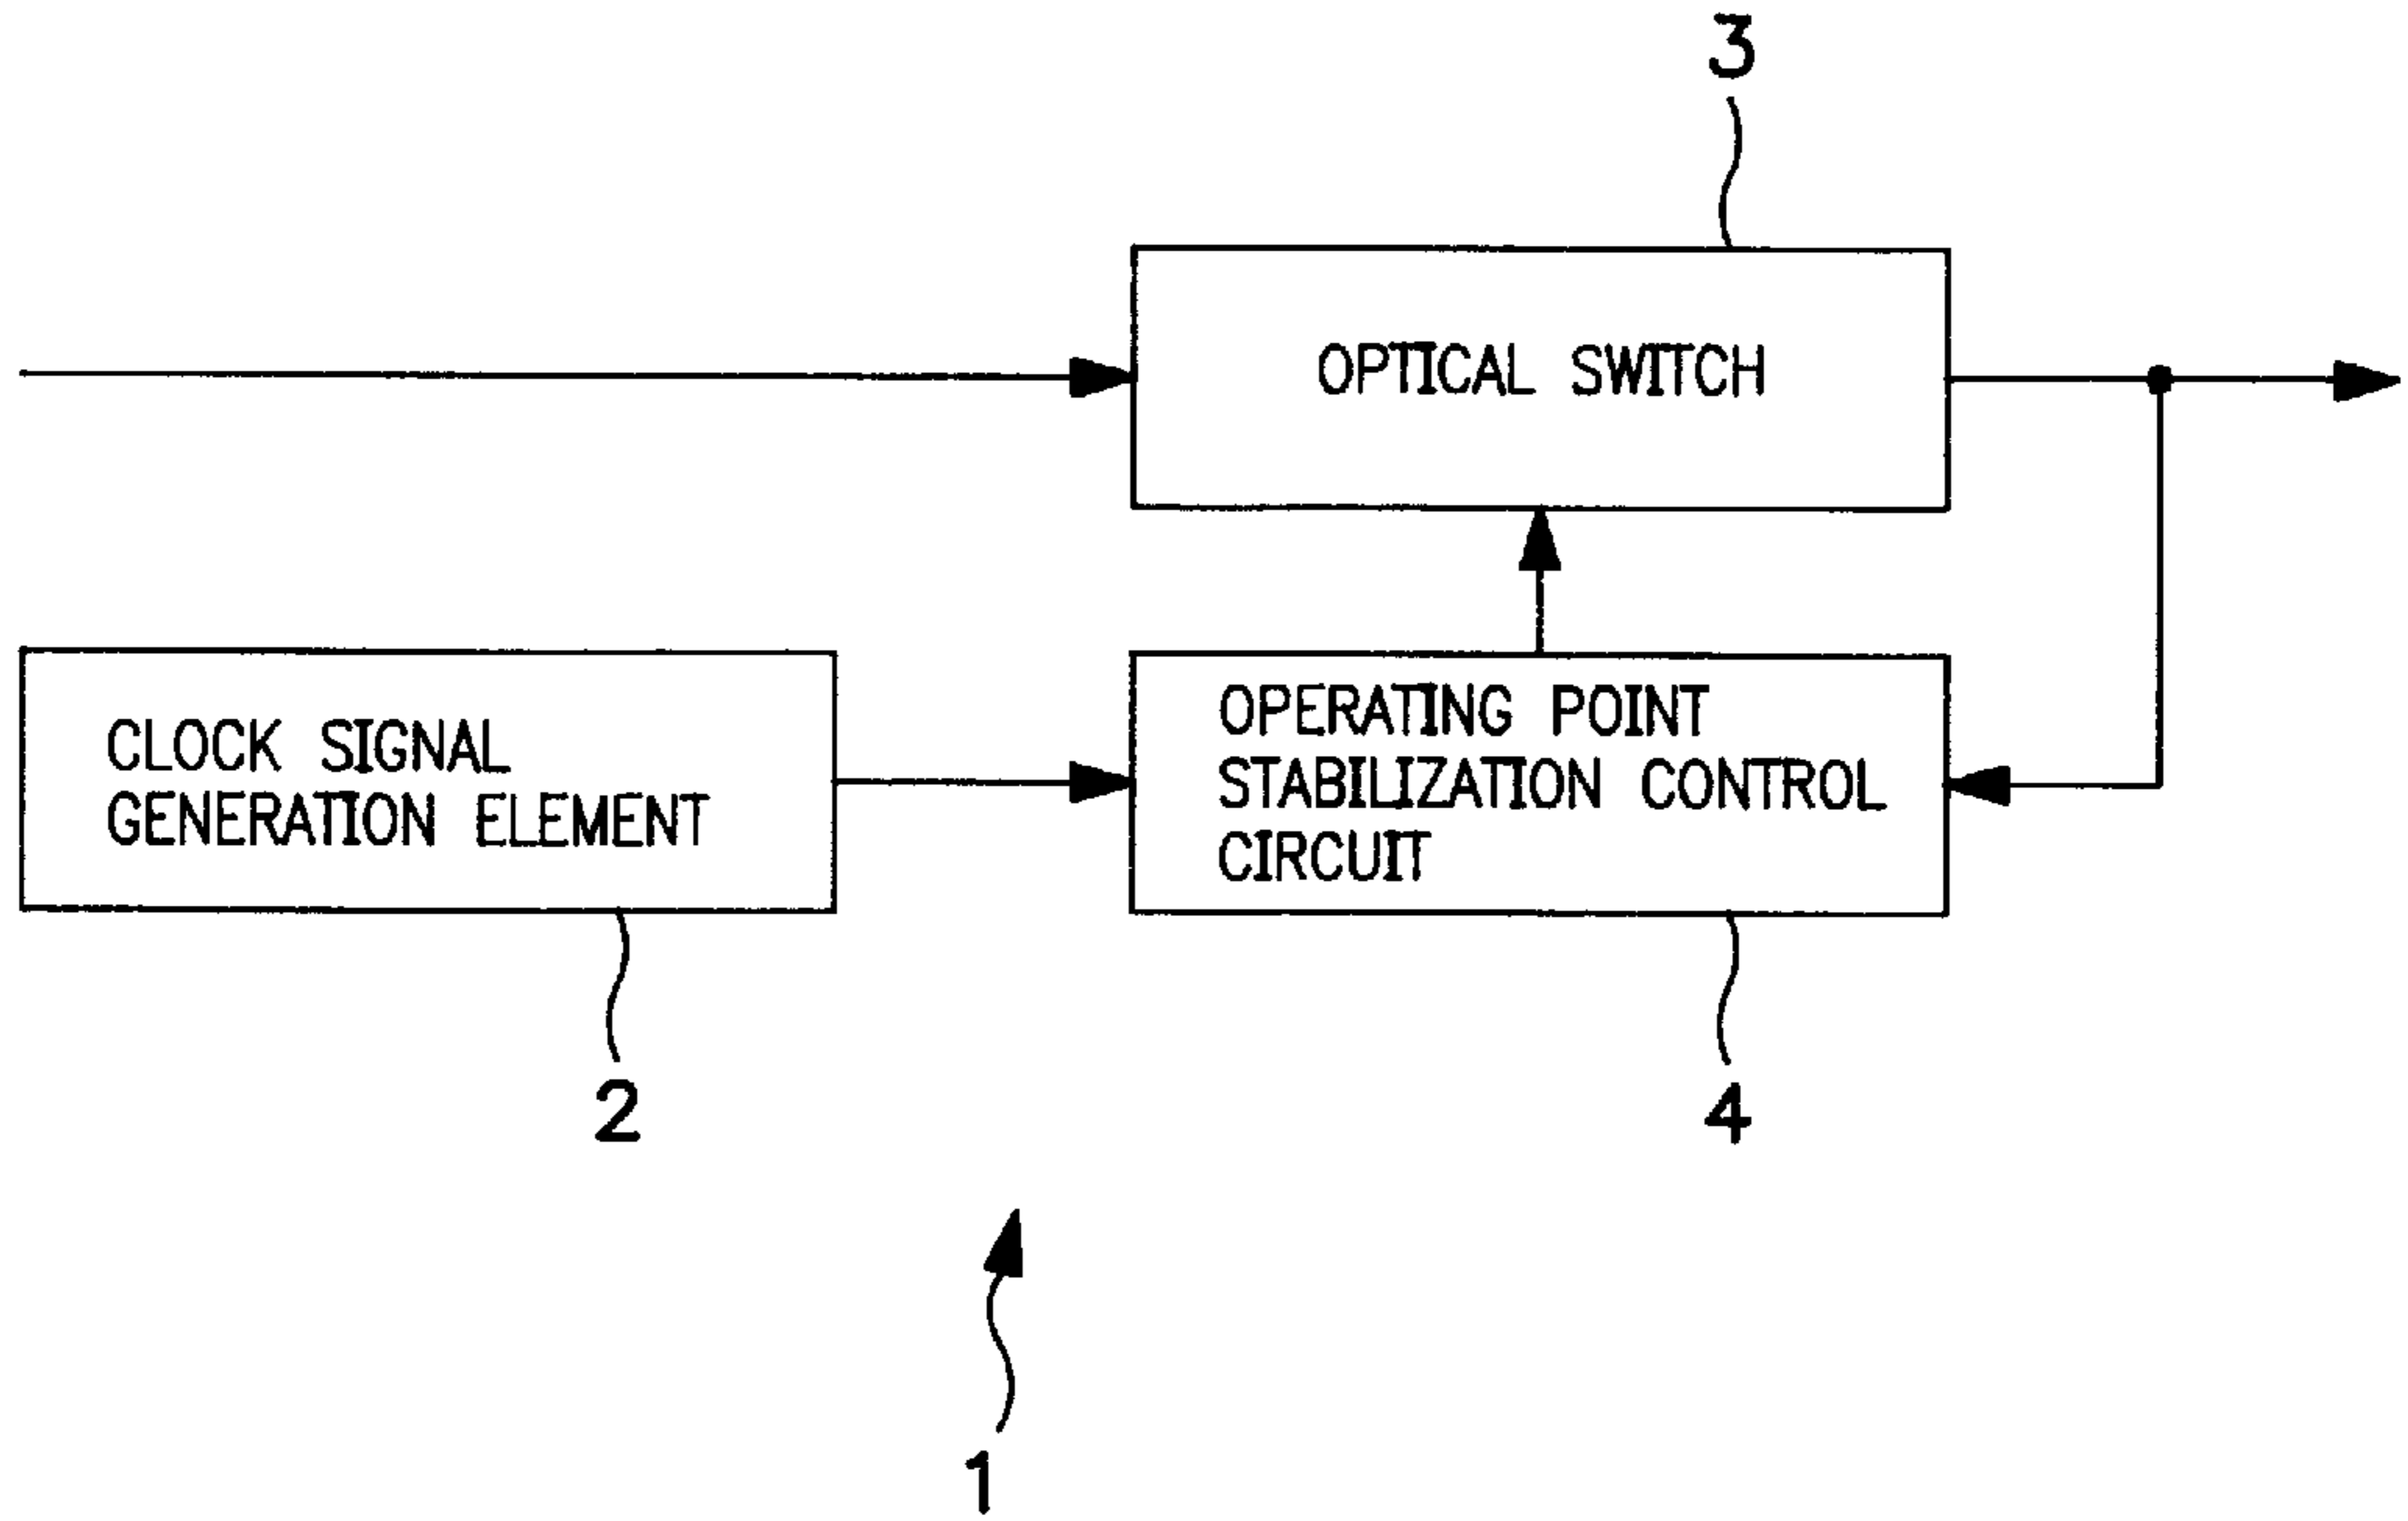 3
OPTICAL SWITCH
CLOCK SIGNAL
GENERATION ELEMENT
OPERATING POINT
STABILIZATION CONTROL
CIRCUIT
2
4
1